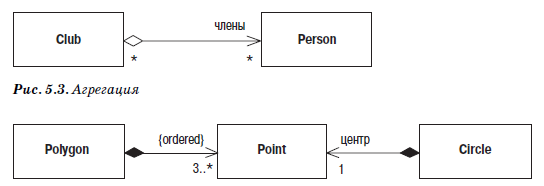 члены
Club
Person
*
*
Рис. 5.3. Агрегация
{ordered}
центр
Polygon
Point
Circle
3..*
1